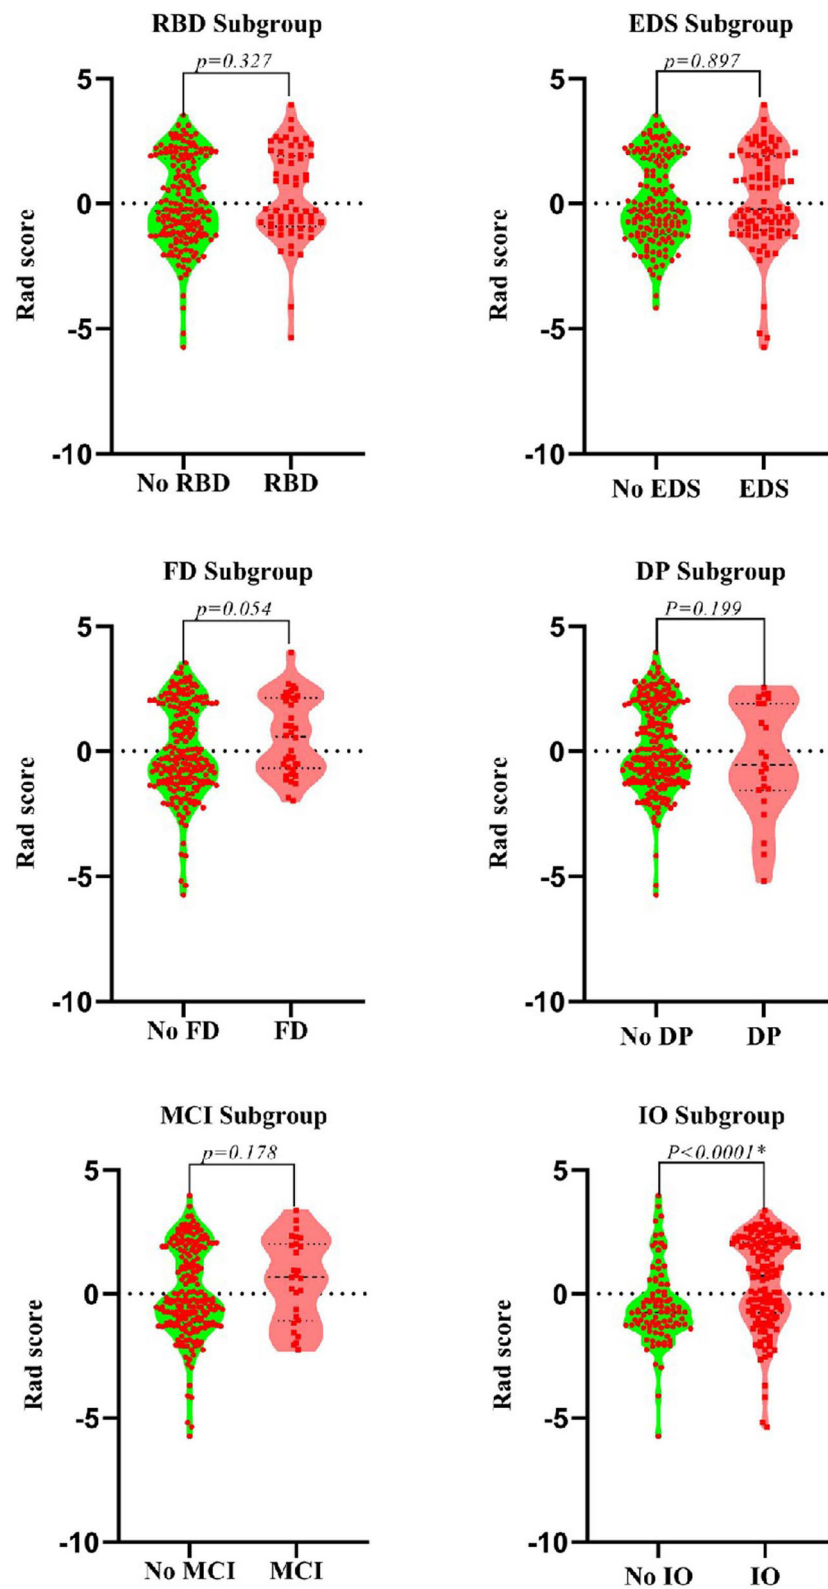 RBD Subgroup
p=0.327
5
0
-5
-10
Rad score
No RBD RBD
EDS Subgroup
p=0.897
5
0
-5
-10
Rad score
No EDS EDS
FD Subgroup
p=0.054
5
0
-5
-10
Rad score
No FD FD
DP Subgroup
P=0.199
5
0
-5
-10
Rad score
No DP DP
MCI Subgroup
p=0.178
5
0
-5
-10
Rad score
No MCI MCI
IO Subgroup
P<0.0001*
5
0
-5
-10
Rad score
No IO IO